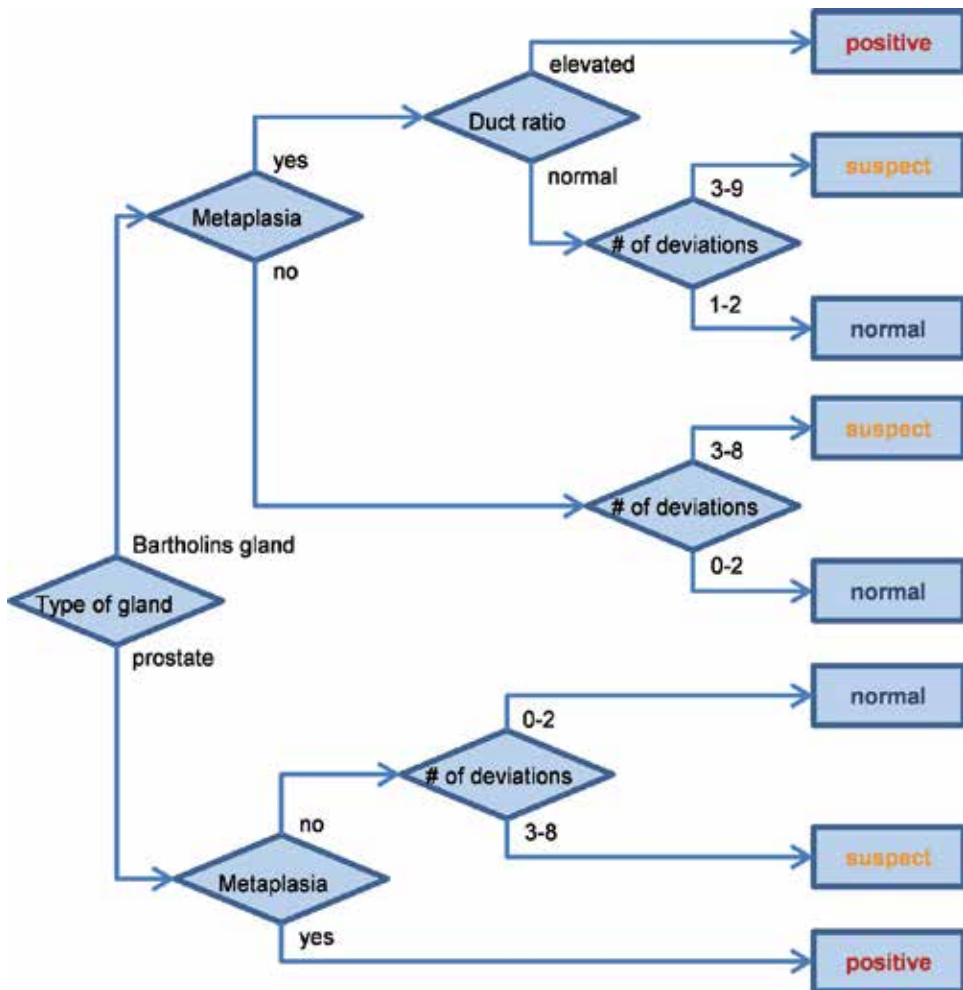 positive
elevated
Duct ratio
suspect
yes
normal
3-9
Metaplasia
# of deviations
no
1-2
normal
suspect
3-8
# of deviations
Bartholins gland
0-2
Type of gland
normal
prostate
normal
0-2
# of deviations
no
3-8
suspect
Metaplasia
yes
positive